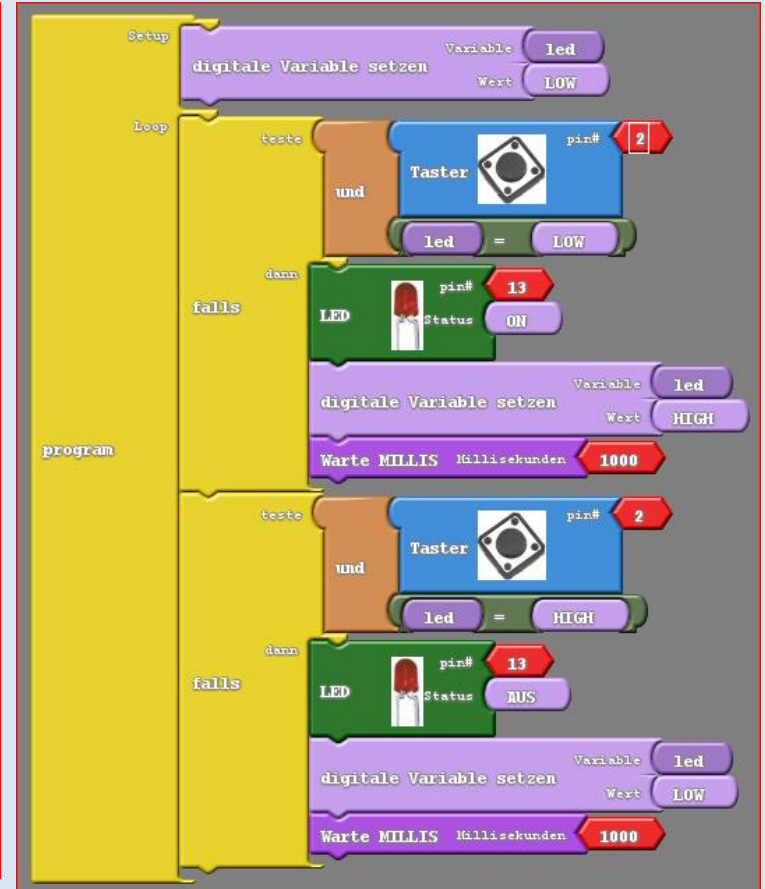 Setup
digitale Variable setzen Variable led
Wert LOW
Loop
teste und Taster pin# 2
led = LOW
falls
dann
LED pin# 13
Status ON
digitale Variable setzen Variable led
Wert HIGH
program
Warte MILLIS Millisekunden 1000
teste und Taster pin# 2
led = HIGH
falls
dann
LED pin# 13
Status AUS
digitale Variable setzen Variable led
Wert LOW
Warte MILLIS Millisekunden 1000